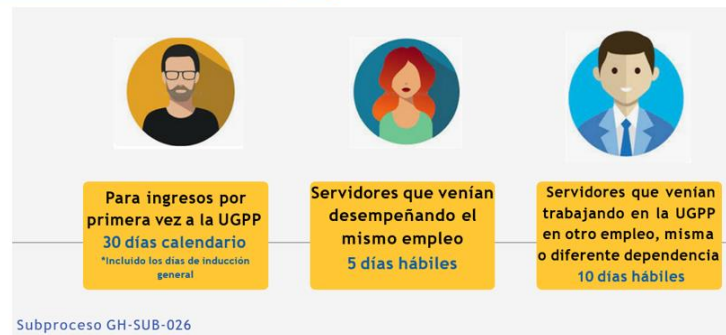 Para ingresos por
primera vez a la UGPP
30 días calendario
*Incluido los días de inducción
general
Servidores que venían
desempeñando el
mismo empleo
5 días hábiles
Servidores que venían
trabajando en la UGPP
en otro empleo, misma
o diferente dependencia
10 días hábiles
Subproceso GH-SUB-026